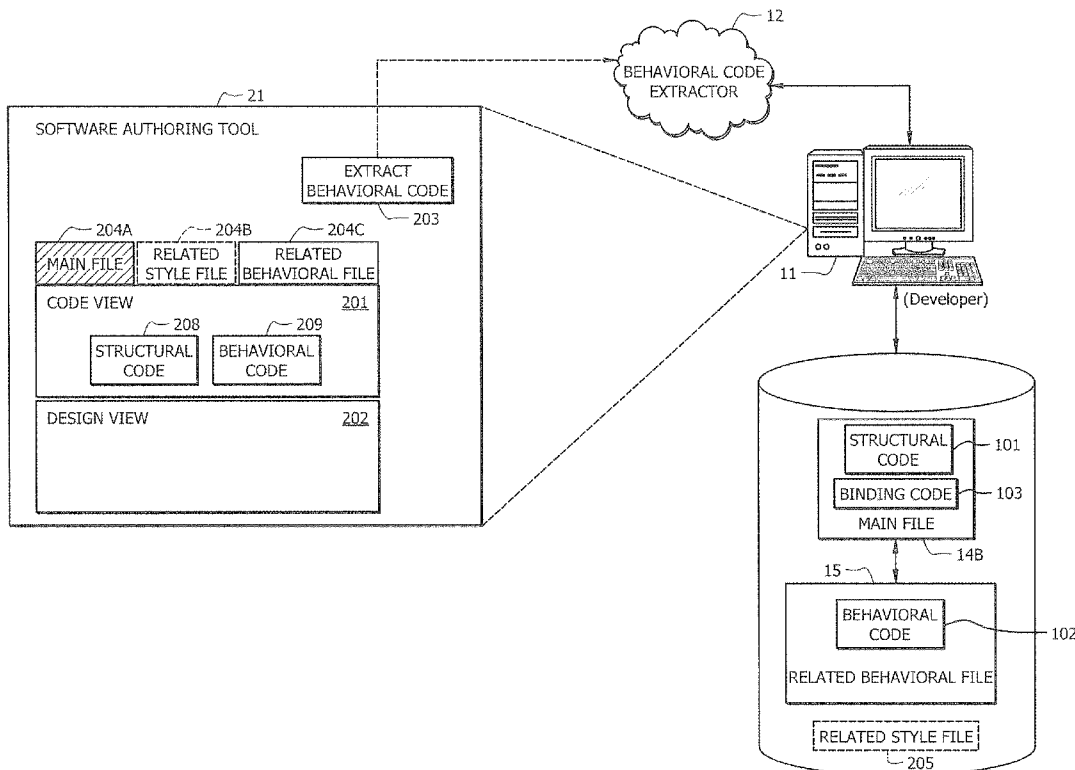 12
BEHAVIORAL CODE
EXTRACTOR
21
SOFTWARE AUTHORING TOOL
EXTRACT
BEHAVIORAL CODE
203
204A
204B
204C
MAIN FILE
RELATED
STYLE FILE
RELATED
BEHAVIORAL FILE
CODE VIEW
201
208
209
STRUCTURAL
CODE
BEHAVIORAL
CODE
DESIGN VIEW
202
11
(Developer)
STRUCTURAL
CODE
101
BINDING CODE
103
MAIN FILE
14B
15
BEHAVIORAL
CODE
102
RELATED BEHAVIORAL FILE
RELATED STYLE FILE
205